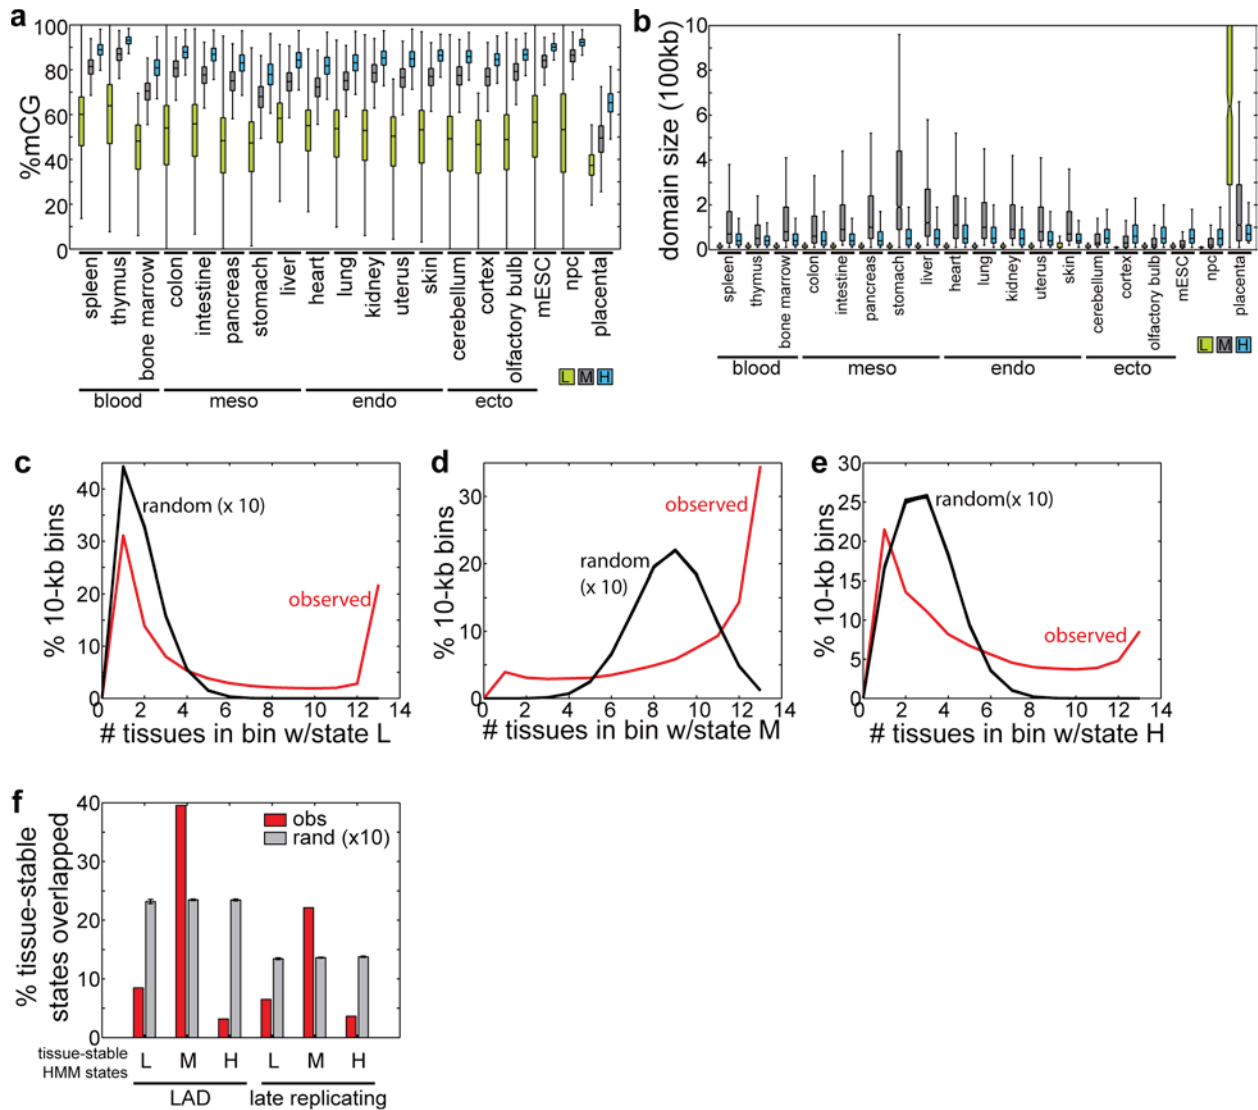 a
100
80
60
40
20
0
%mCG
spleen
thymus
bone marrow
colon
intestine
pancreas
stomach
liver
heart
lung
kidney
uterus
skin
cerebellum
cortex
olfactory bulb
mESC
npc
placenta
blood
meso
endo
ecto
L M H
b
10
8
6
4
2
0
domain size (100kb)
spleen
thymus
bone marrow
colon
intestine
pancreas
stomach
liver
heart
lung
kidney
uterus
skin
cerebellum
cortex
olfactory bulb
mESC
npc
placenta
blood
meso
endo
ecto
L M H
c
40
30
20
10
0
% 10-kb bins
random (x 10)
observed
0 2 4 6 8 10 12 14
# tissues in bin w/state L
d
30
20
10
0
% 10-kb bins
observed
random
(x 10)
0 2 4 6 8 10 12 14
# tissues in bin w/state M
e
30
25
20
15
10
5
0
% 10-kb bins
random(x 10)
observed
0 2 4 6 8 10 12 14
# tissues in bin w/state H
f
40
30
20
10
0
% tissue-stable
states overlapped
obs
rand (x10)
tissue-stable
HMM states
L M H L M H
LAD
late replicating